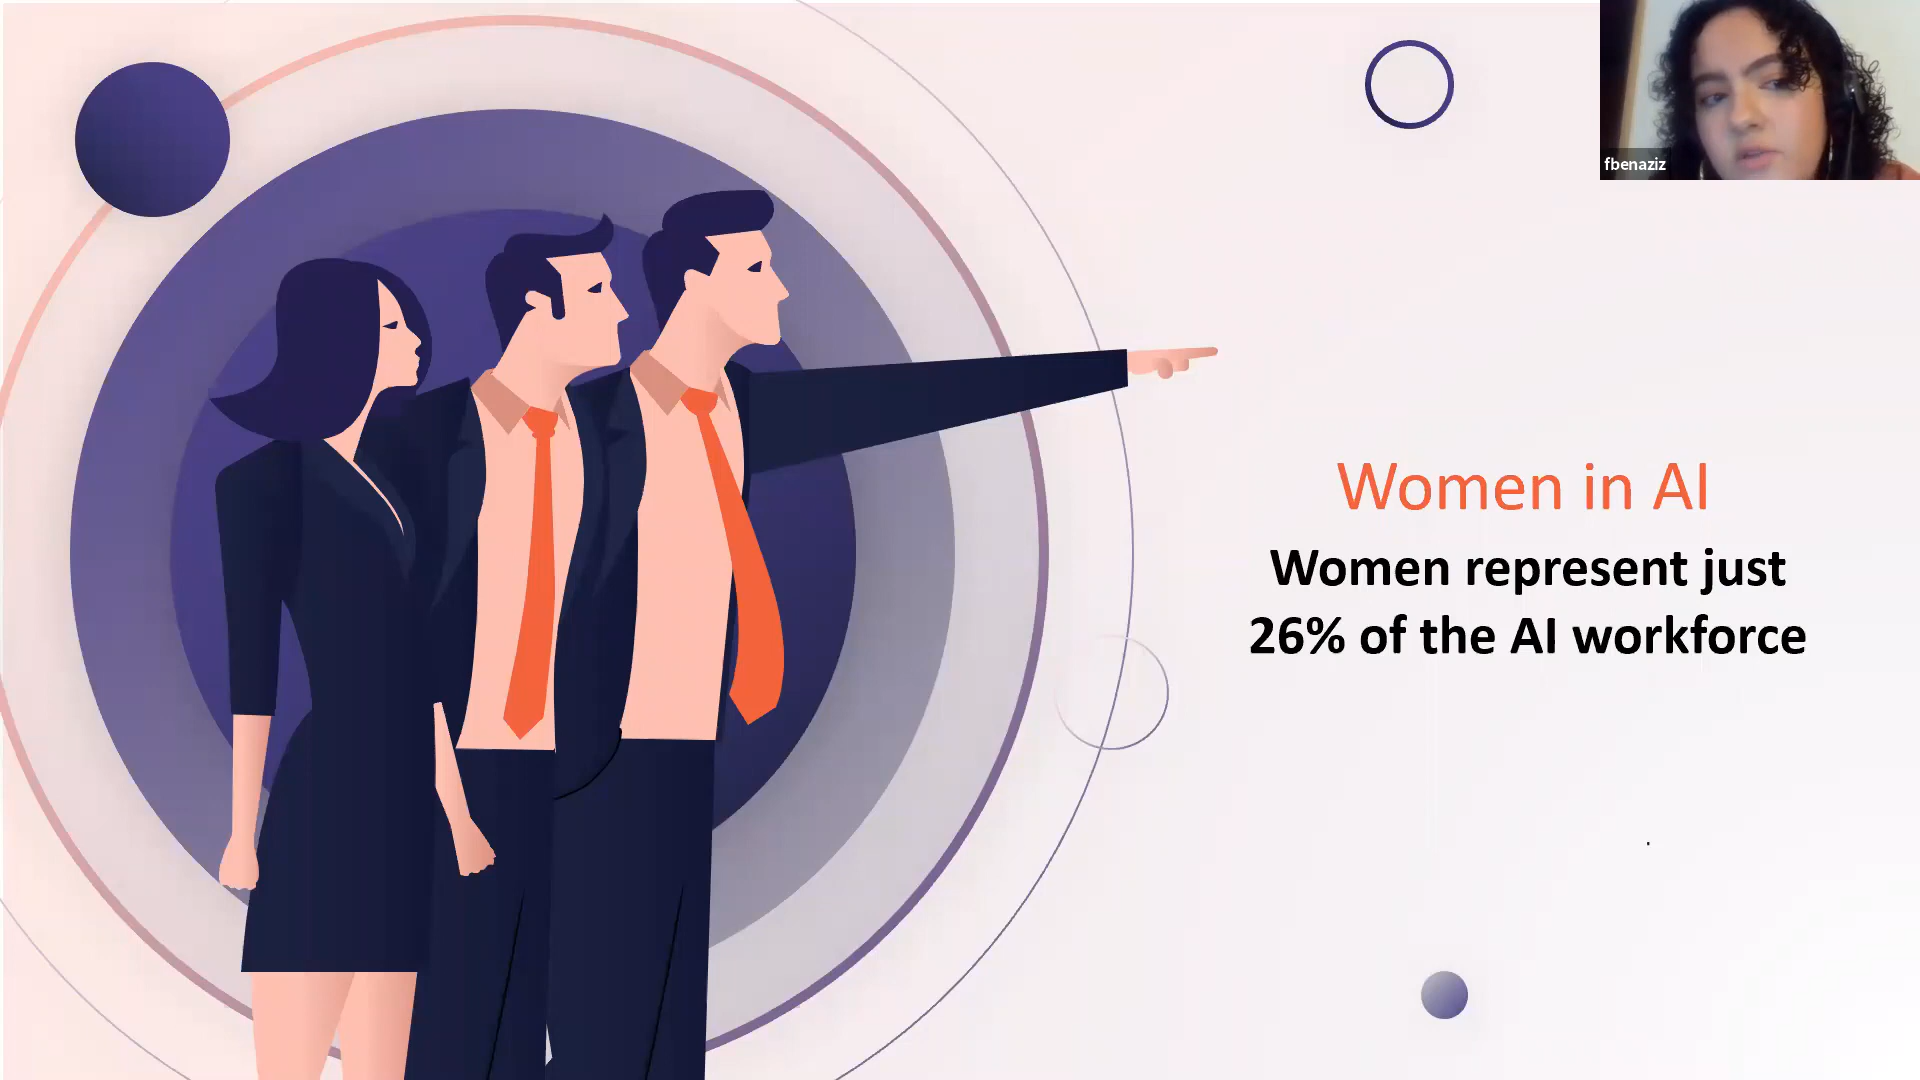 fbenaziz
Women in AI
Women represent just
26% of the AI workforce